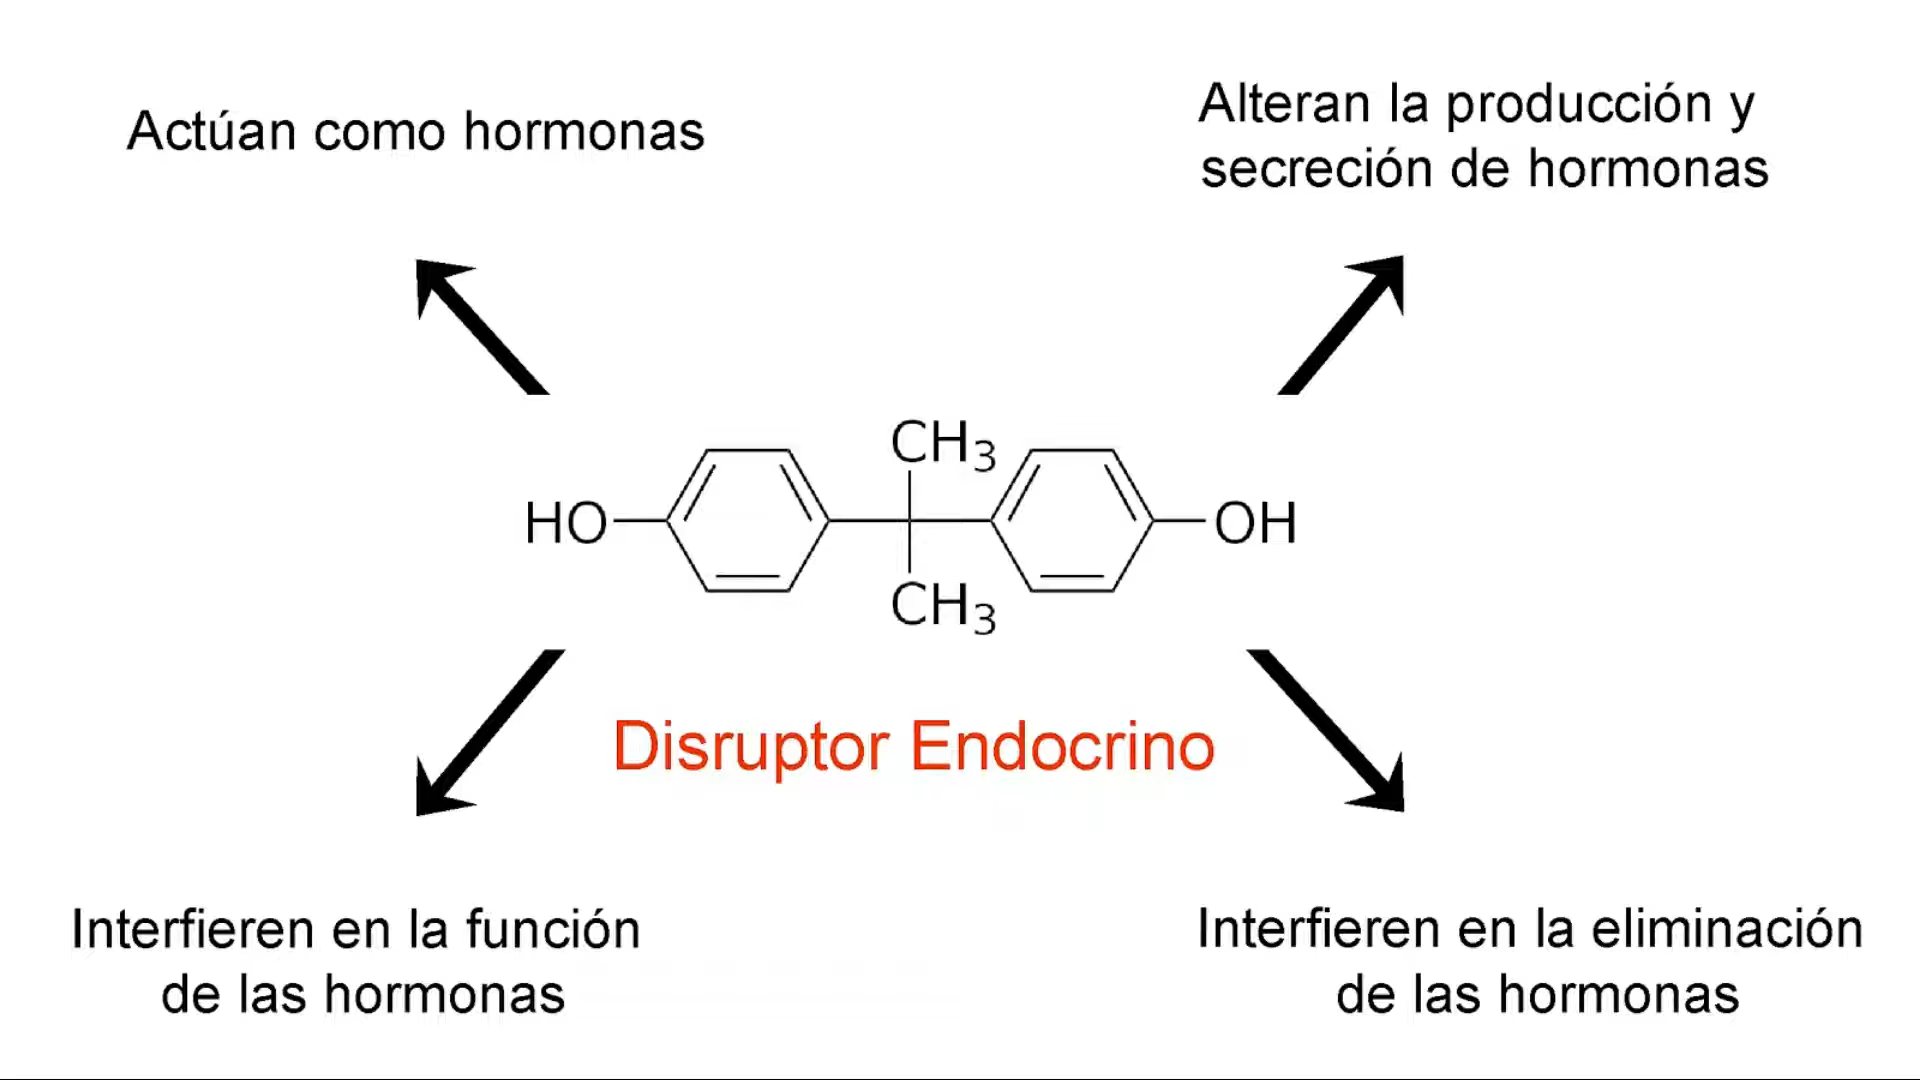 Actúan como hormonas
Alteran la producción y
secreción de hormonas
CH3
HO
OH
CH3
Disruptor Endocrino
Interfieren en la función
de las hormonas
Interfieren en la eliminación
de las hormonas